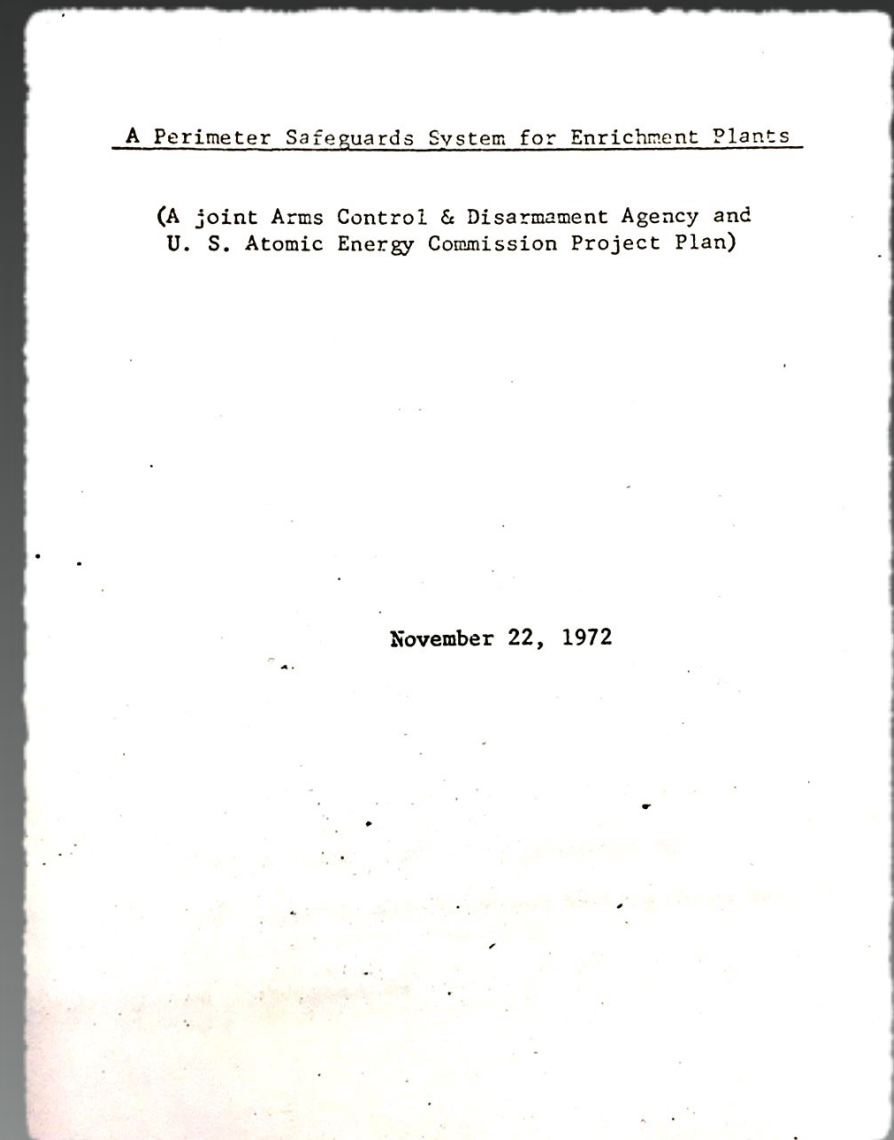 A Perimeter Safeguards System for Enrichment Plants
(A joint Arms Control & Disarmament Agency and
U. S. Atomic Energy Commission Project Plan)
November 22, 1972